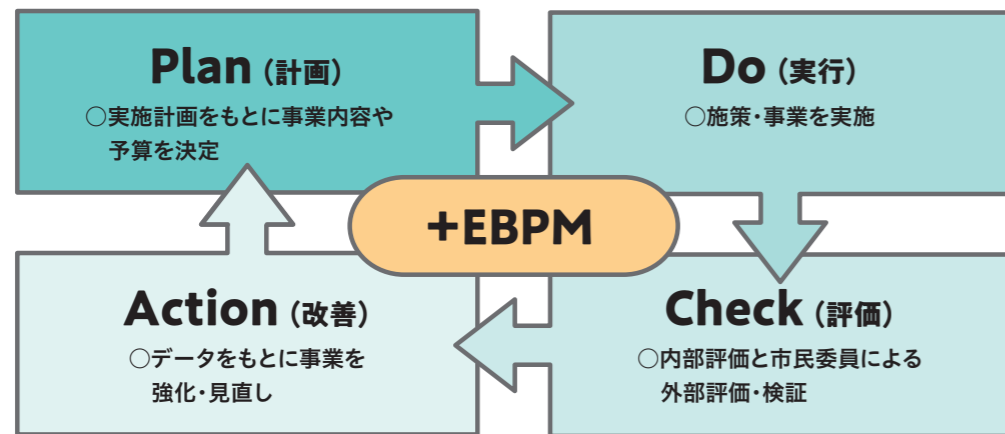 Plan（計画）
○実施計画をもとに事業内容や
予算を決定
Do（実行）
○施策・事業を実施
+EBPM
Action（改善）
○データをもとに事業を
強化・見直し
Check（評価）
○内部評価と市民委員による
外部評価・検証